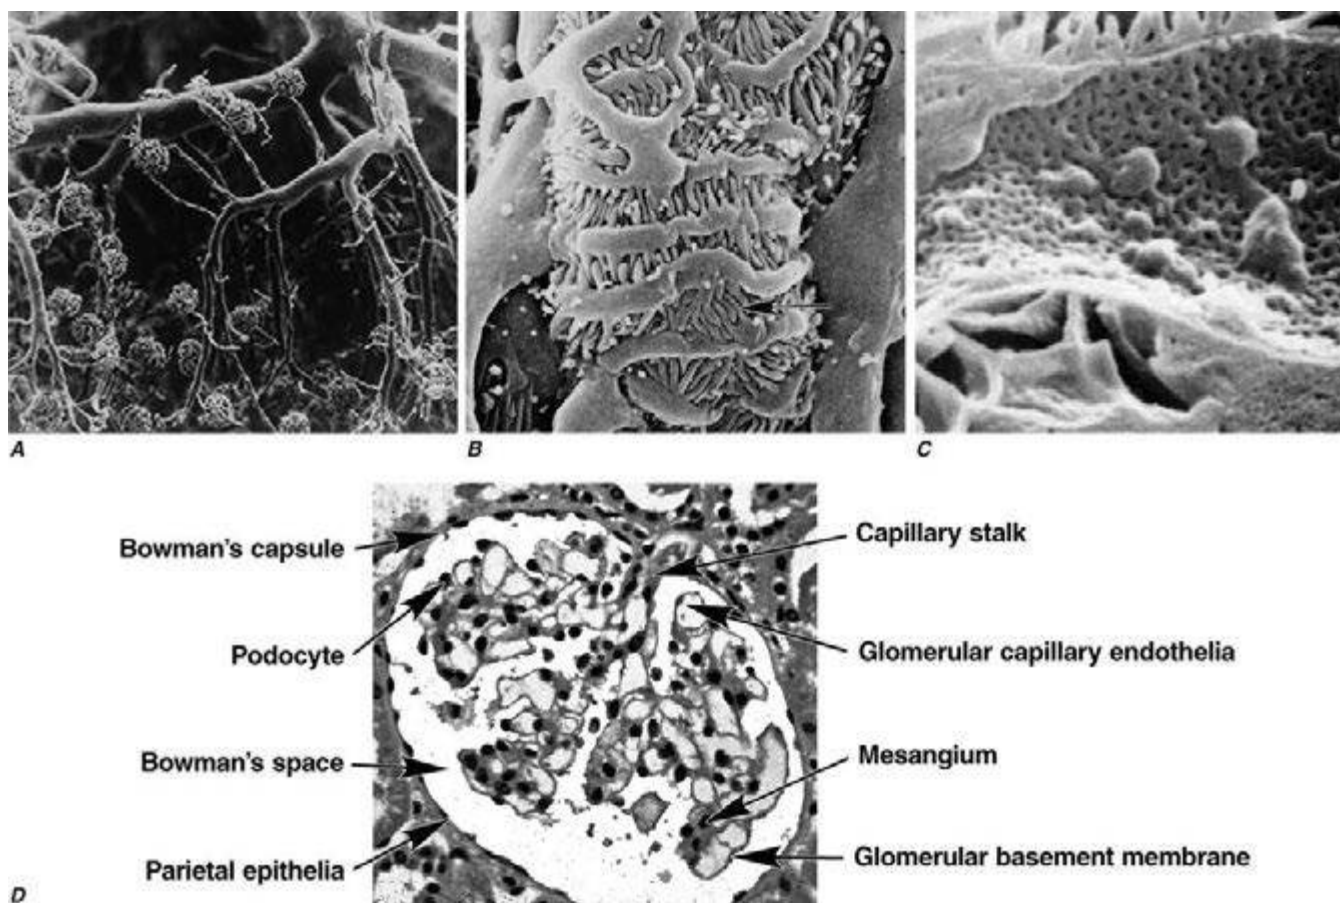 A
B
C
Bowman's capsule
Capillary stalk
Podocyte
Glomerular capillary endothelia
Bowman's space
Mesangium
Parietal epithelia
Glomerular basement membrane
D